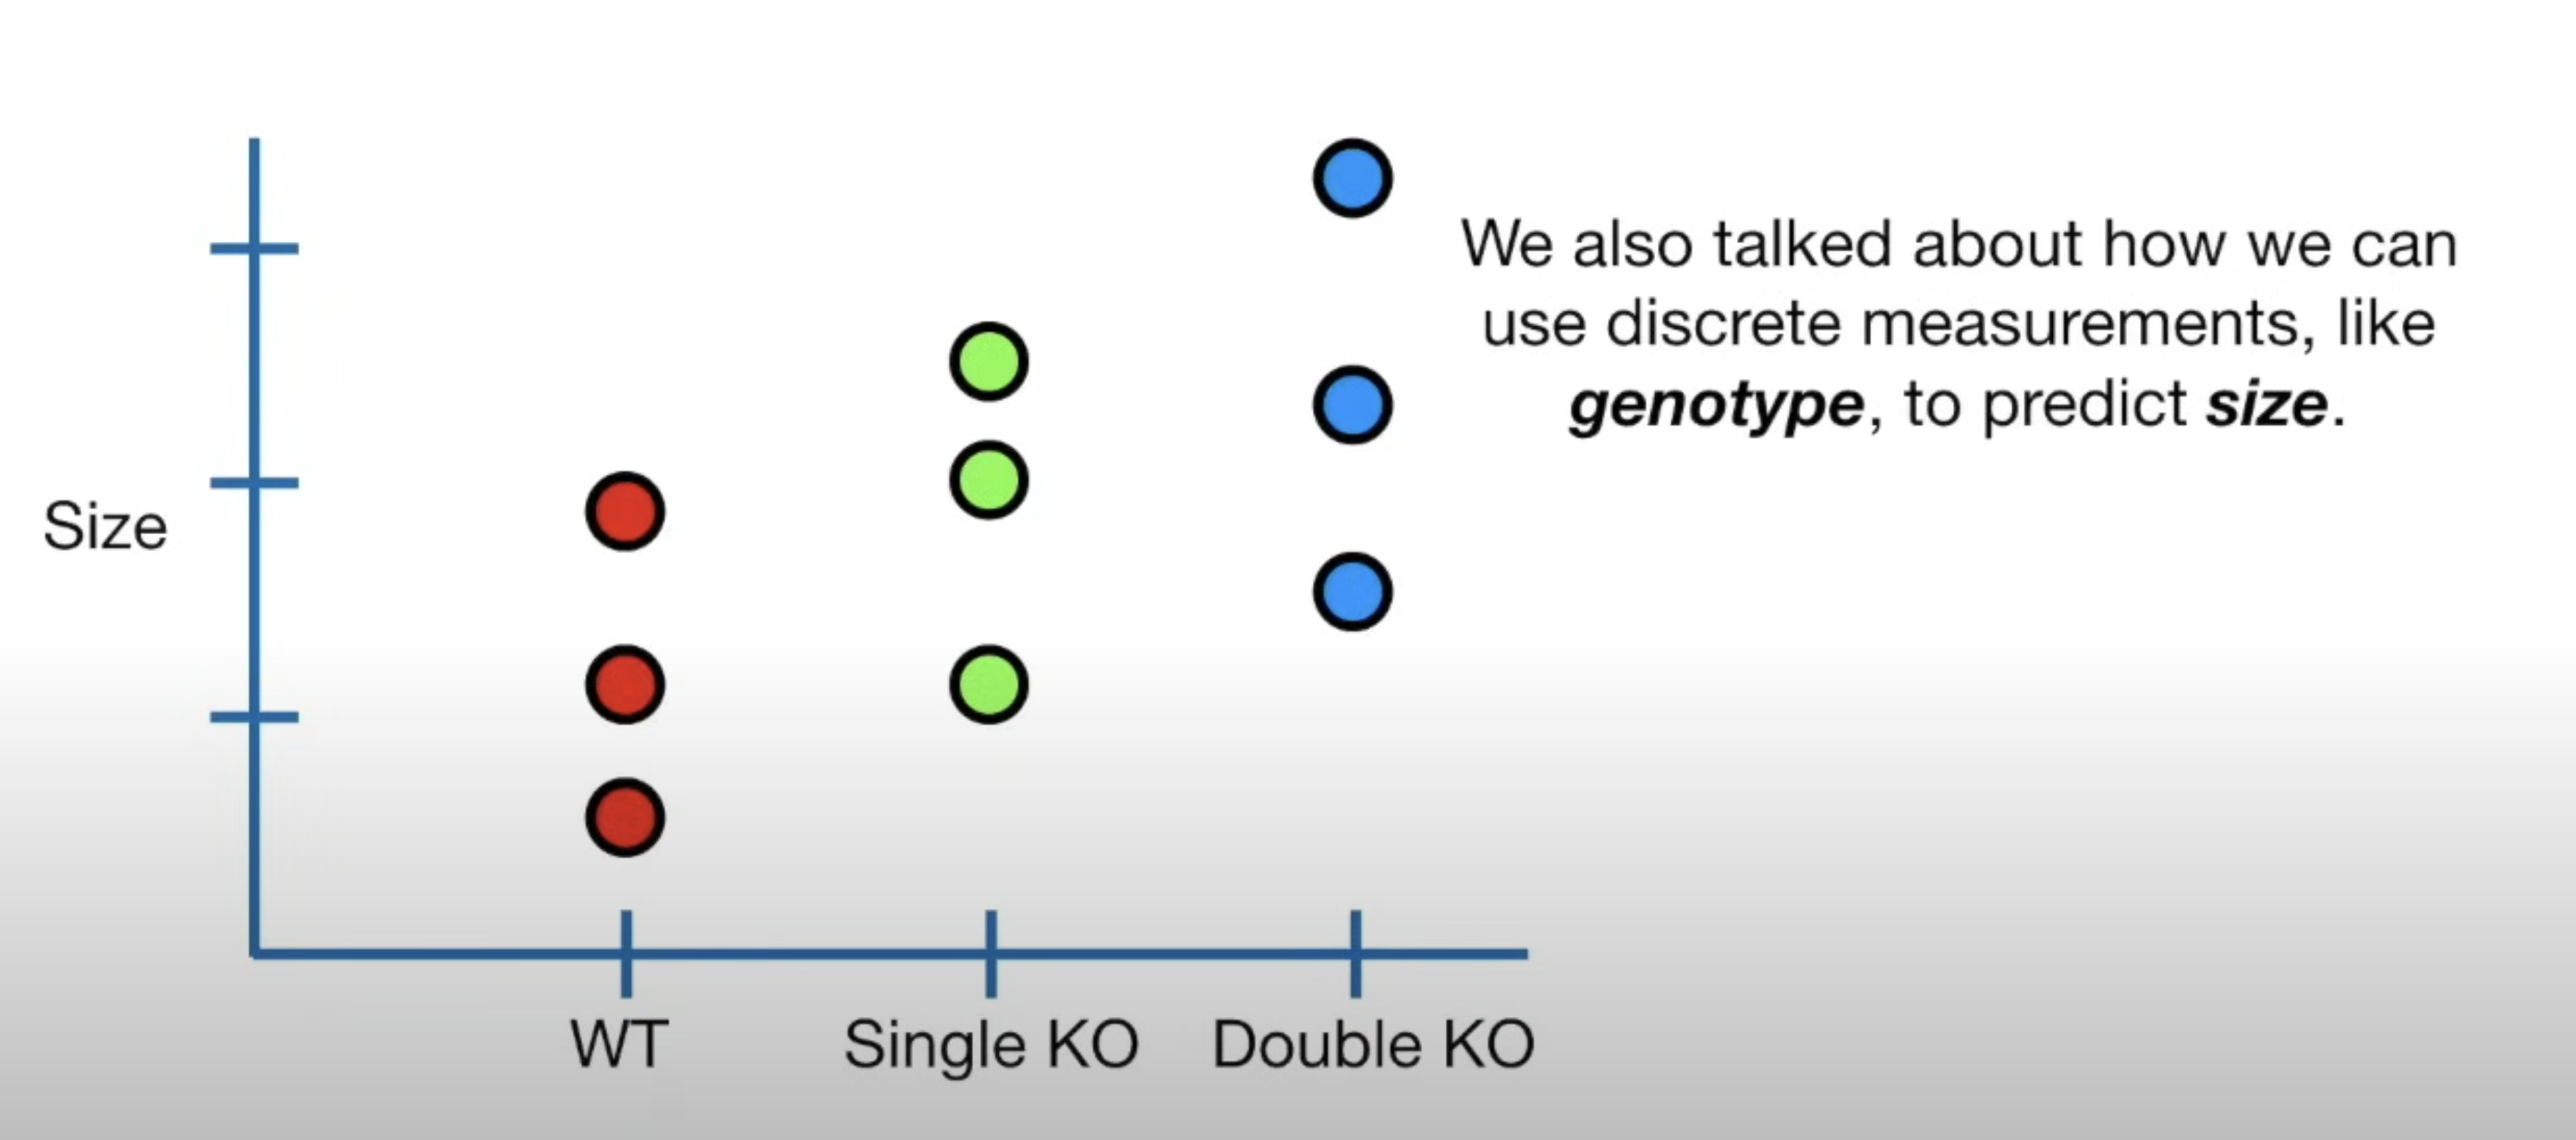 We also talked about how we can
use discrete measurements, like
genotype, to predict size.
Size
WT
Single KO
Double KO